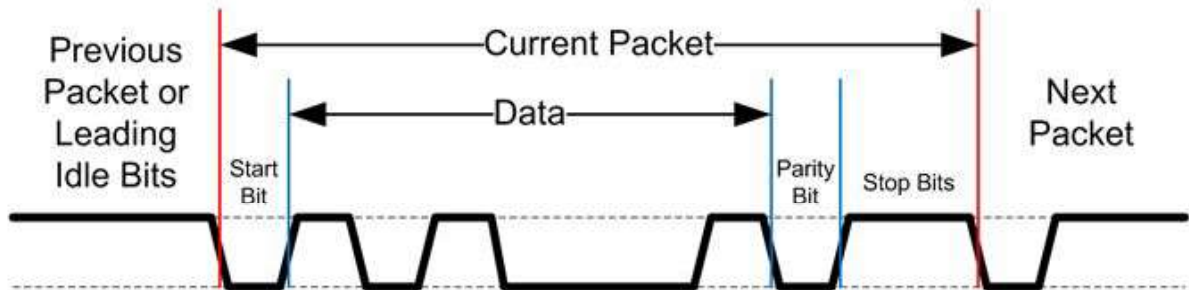 Previous
Packet or
Leading
Idle Bits
Current Packet
Data
Start
Bit
Parity
Bit
Stop Bits
Next
Packet